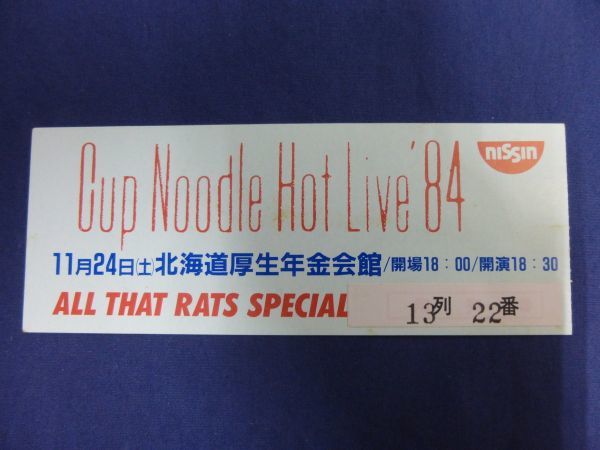 Cup Noodle Hot Live '84
nissin
11月24日(土)北海道厚生年金会館/開場18:00/開演18:30
ALL THAT RATS SPECIAL
13列 22番